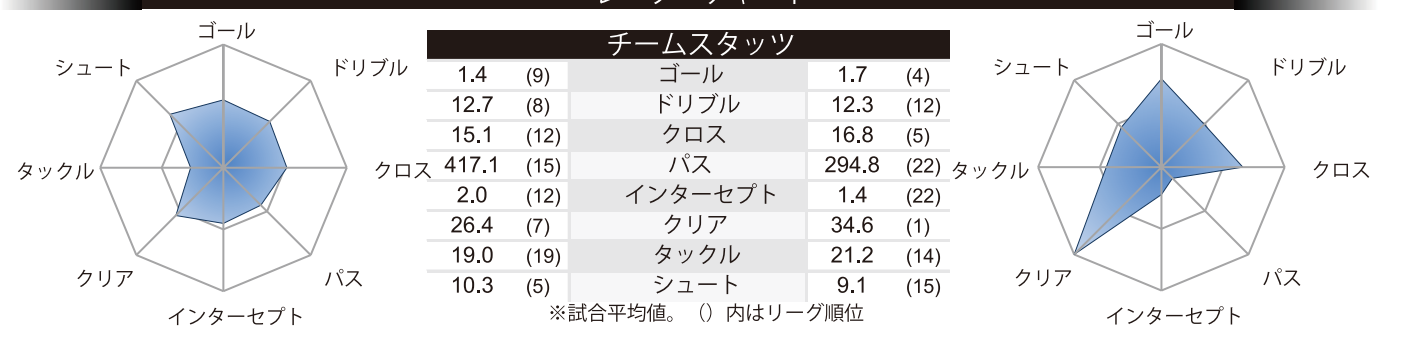 ゴール
シュート
ドリブル
タックル
クロス
クリア
パス
インターセプト
チームスタッツ
1.4 (9) ゴール 1.7 (4)
12.7 (8) ドリブル 12.3 (12)
15.1 (12) クロス 16.8 (5)
417.1 (15) パス 294.8 (22)
2.0 (12) インターセプト 1.4 (22)
26.4 (7) クリア 34.6 (1)
19.0 (19) タックル 21.2 (14)
10.3 (5) シュート 9.1 (15)
※試合平均値。（）内はリーグ順位
ゴール
シュート
ドリブル
タックル
クロス
クリア
パス
インターセプト